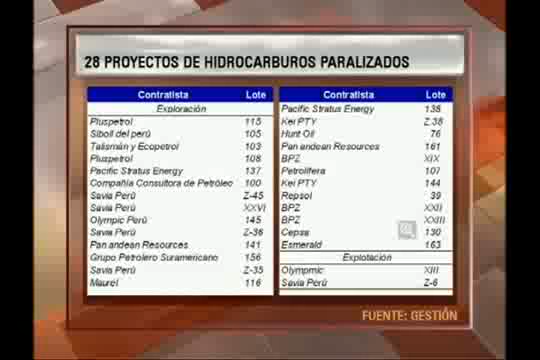 28 PROYECTOS DE HIDROCARBUROS PARALIZADOS
Contratista Lote
Exploración
Pluspetrol 115
Siboil del perú 105
Talismán y Ecopetrol 103
Pluspetrol 108
Pacific Stratus Energy 137
Compañía Consultora de Petróleo 100
Savia Perú Z-45
Savia Perú XXVI
Olympic Perú 145
Savia Perú Z-36
Pan andean Resources 141
Grupo Petrolero Suramericano 156
Savia Perú Z-35
Maurel 116
Contratista Lote
Pacific Stratus Energy 138
Kei PTY Z-38
Hunt Oil 76
Pan andean Resources 161
BPZ XIX
Petrolifera 107
Kei PTY 144
Repsol 39
BPZ XXII
BPZ XXIII
Cepsa 130
Esmerald 163
Explotación
Olympmic XIII
Savia Perú Z-6
FUENTE: GESTIÓN